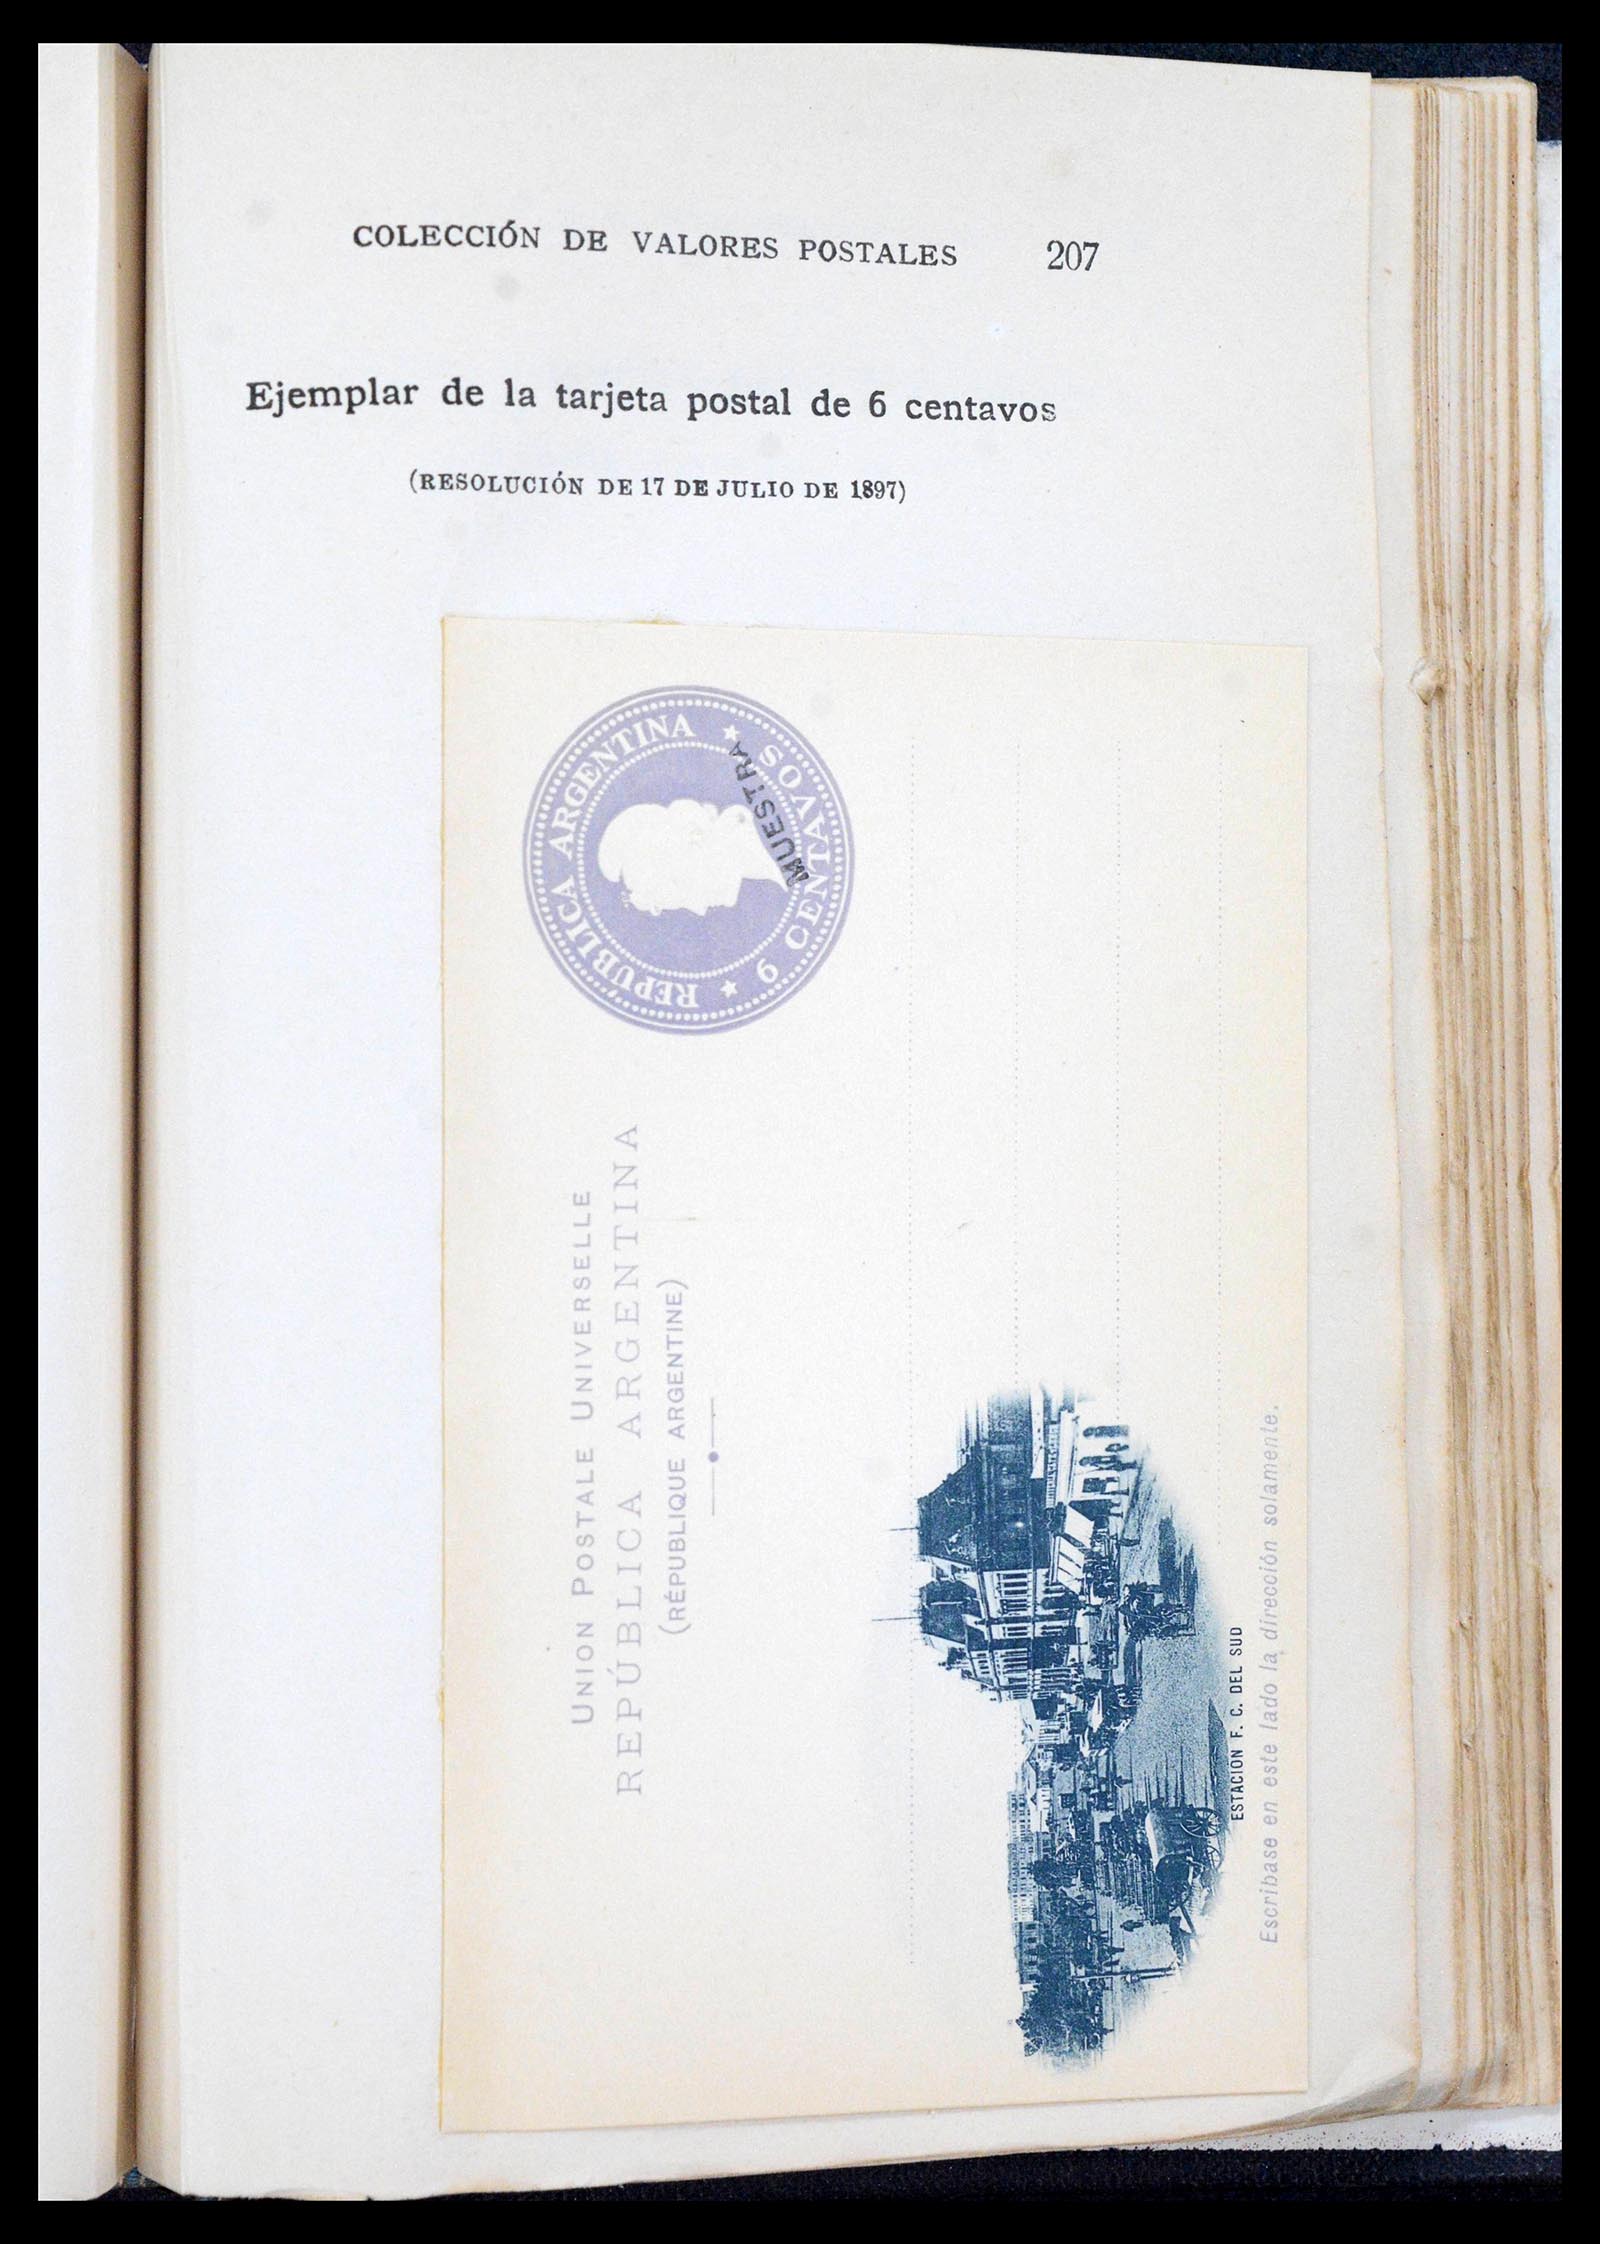 COLECCIÓN DE VALORES POSTALES 207
Ejemplar de la tarjeta postal de 6 centavos
(RESOLUCIÓN DE 17 DE JULIO DE 1897)
UNION POSTALE UNIVERSELLE
REPÚBLICA ARGENTINA
(RÉPUBLIQUE ARGENTINE)
REPUBLICA ARGENTINA
6 CENTAVOS
MUESTRA
ESTACION F. C. DEL SUD
Escribase en este lado la dirección solamente.